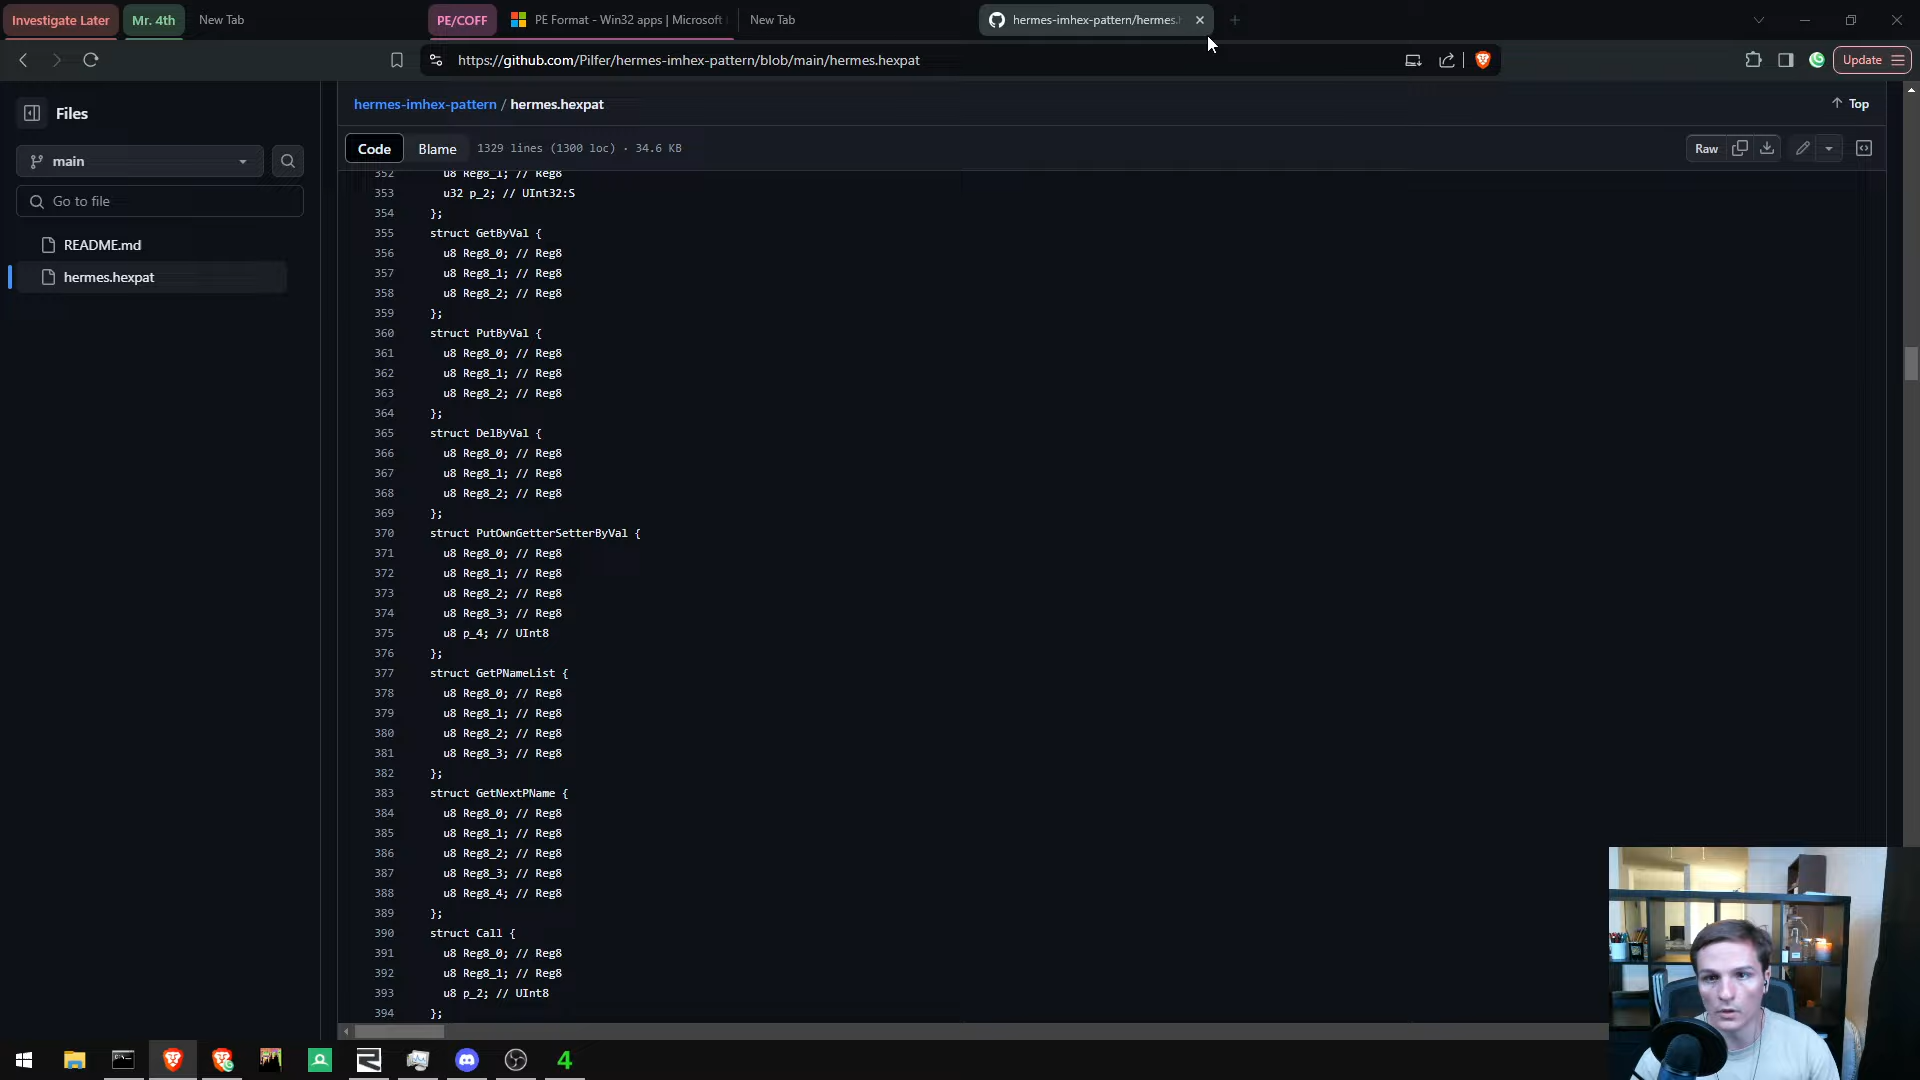 Investigate Later
Mr. 4th
New Tab
PE/COFF
PE Format - Win32 apps | Microsoft
New Tab
hermes-imhex-pattern/hermes.
https://github.com/Pilfer/hermes-imhex-pattern/blob/main/hermes.hexpat
Update
Files
main
Go to file
README.md
hermes.hexpat
hermes-imhex-pattern / hermes.hexpat
Top
Code
Blame
1329 lines (1300 loc) · 34.6 KB
Raw
352 u8 Reg8_1; // Reg8
353 u32 p_2; // UInt32:S
354 };
355 struct GetByVal {
356 u8 Reg8_0; // Reg8
357 u8 Reg8_1; // Reg8
358 u8 Reg8_2; // Reg8
359 };
360 struct PutByVal {
361 u8 Reg8_0; // Reg8
362 u8 Reg8_1; // Reg8
363 u8 Reg8_2; // Reg8
364 };
365 struct DelByVal {
366 u8 Reg8_0; // Reg8
367 u8 Reg8_1; // Reg8
368 u8 Reg8_2; // Reg8
369 };
370 struct PutOwnGetterSetterByVal {
371 u8 Reg8_0; // Reg8
372 u8 Reg8_1; // Reg8
373 u8 Reg8_2; // Reg8
374 u8 Reg8_3; // Reg8
375 u8 p_4; // UInt8
376 };
377 struct GetPNameList {
378 u8 Reg8_0; // Reg8
379 u8 Reg8_1; // Reg8
380 u8 Reg8_2; // Reg8
381 u8 Reg8_3; // Reg8
382 };
383 struct GetNextPName {
384 u8 Reg8_0; // Reg8
385 u8 Reg8_1; // Reg8
386 u8 Reg8_2; // Reg8
387 u8 Reg8_3; // Reg8
388 u8 Reg8_4; // Reg8
389 };
390 struct Call {
391 u8 Reg8_0; // Reg8
392 u8 Reg8_1; // Reg8
393 u8 p_2; // UInt8
394 };
4